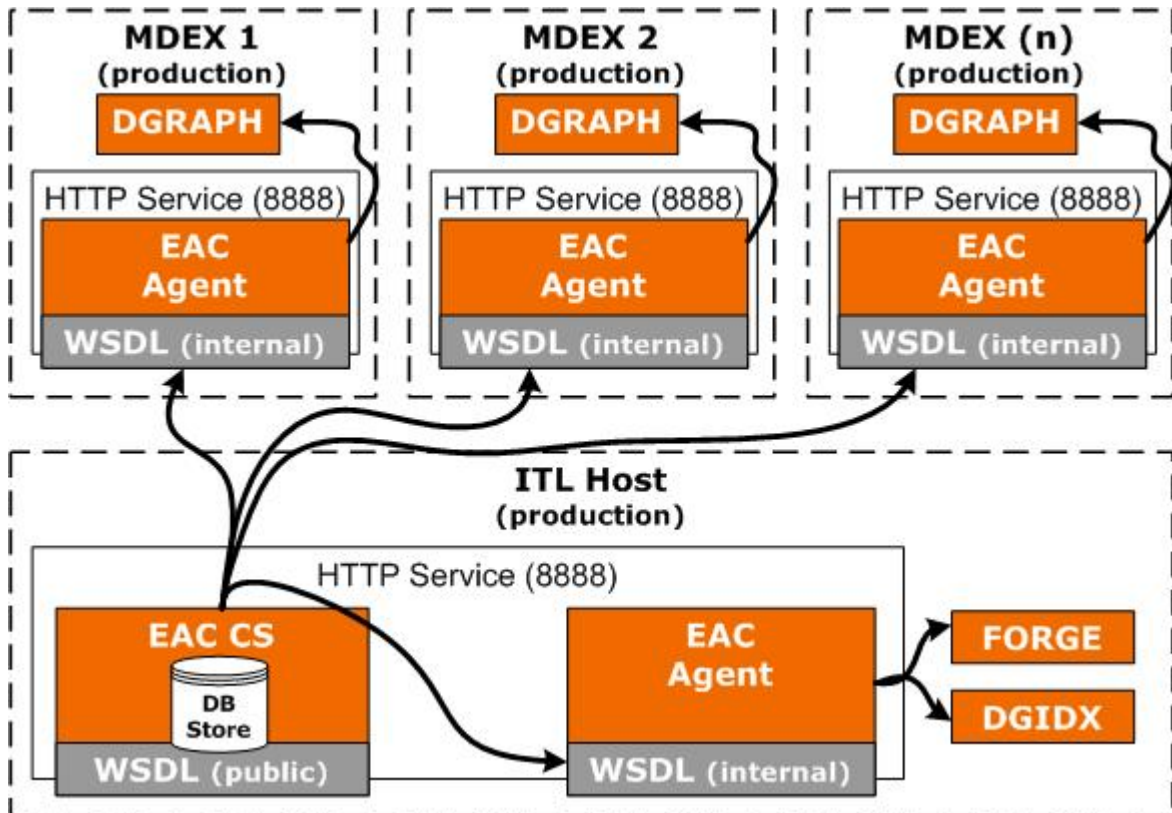 MDEX 1
(production)
DGRAPH
HTTP Service (8888)
EAC
Agent
WSDL (internal)
MDEX 2
(production)
DGRAPH
HTTP Service (8888)
EAC
Agent
WSDL (internal)
MDEX (n)
(production)
DGRAPH
HTTP Service (8888)
EAC
Agent
WSDL (internal)
ITL Host
(production)
HTTP Service (8888)
EAC CS
DB
Store
WSDL (public)
EAC
Agent
WSDL (internal)
FORGE
DGIDX